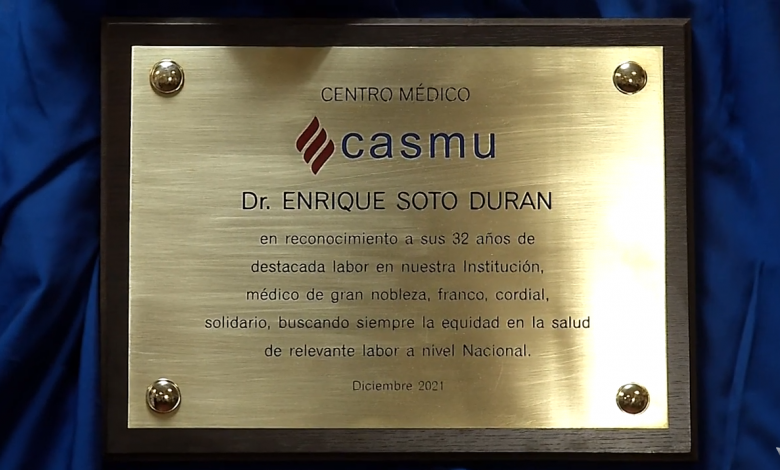 CENTRO MÉDICO
casmu
Dr. ENRIQUE SOTO DURAN
en reconocimiento a sus 32 años de
destacada labor en nuestra Institución,
médico de gran nobleza, franco, cordial,
solidario, buscando siempre la equidad en la salud
de relevante labor a nivel Nacional.
Diciembre 2021